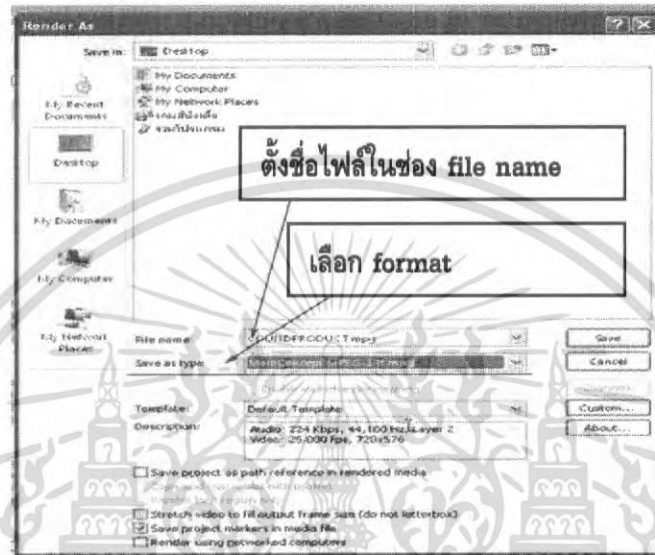 Render As
Save in:
Desktop
My Documents
My Computer
My Network Places
My Recent
Documents
Desktop
My Documents
My Computer
My Network
Places
ตั้งชื่อไฟล์ในช่อง file name
เลือก format
File name:
Save
Save as type:
Cancel
Template:
Default Template
Custom...
Description:
Audio: 224 Kbps, 44,100 Hz, Layer 2
About...
Video: 25.000 fps, 720x576
Save project as path reference in rendered media
Stretch video to fill output frame size (do not letterbox)
Save project markers in media file
Render using networked computers